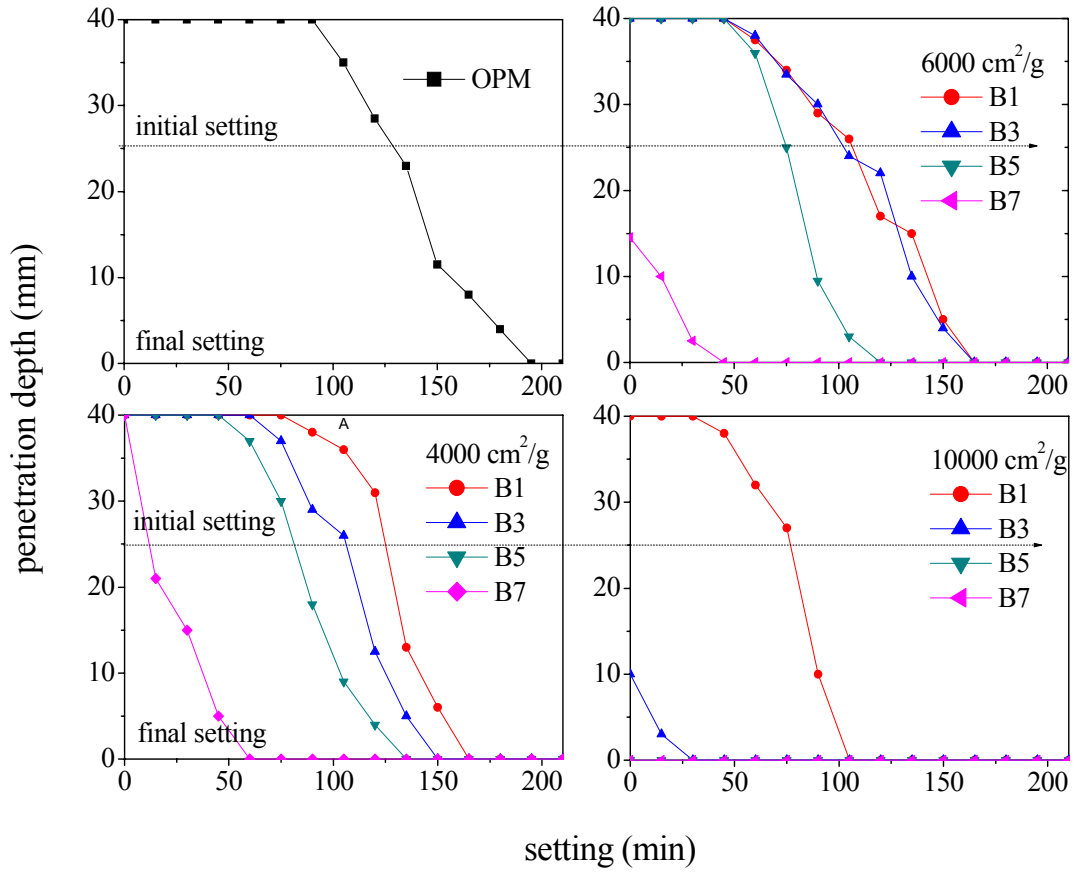 penetration depth (mm)
40
30
20
10
0
0 50 100 150 200
OPM
initial setting
final setting
40
30
20
10
0
0 50 100 150 200
6000 cm²/g
B1
B3
B5
B7
40
30
20
10
0
0 50 100 150 200
A
4000 cm²/g
B1
B3
B5
B7
initial setting
final setting
40
30
20
10
0
0 50 100 150 200
10000 cm²/g
B1
B3
B5
B7
setting (min)